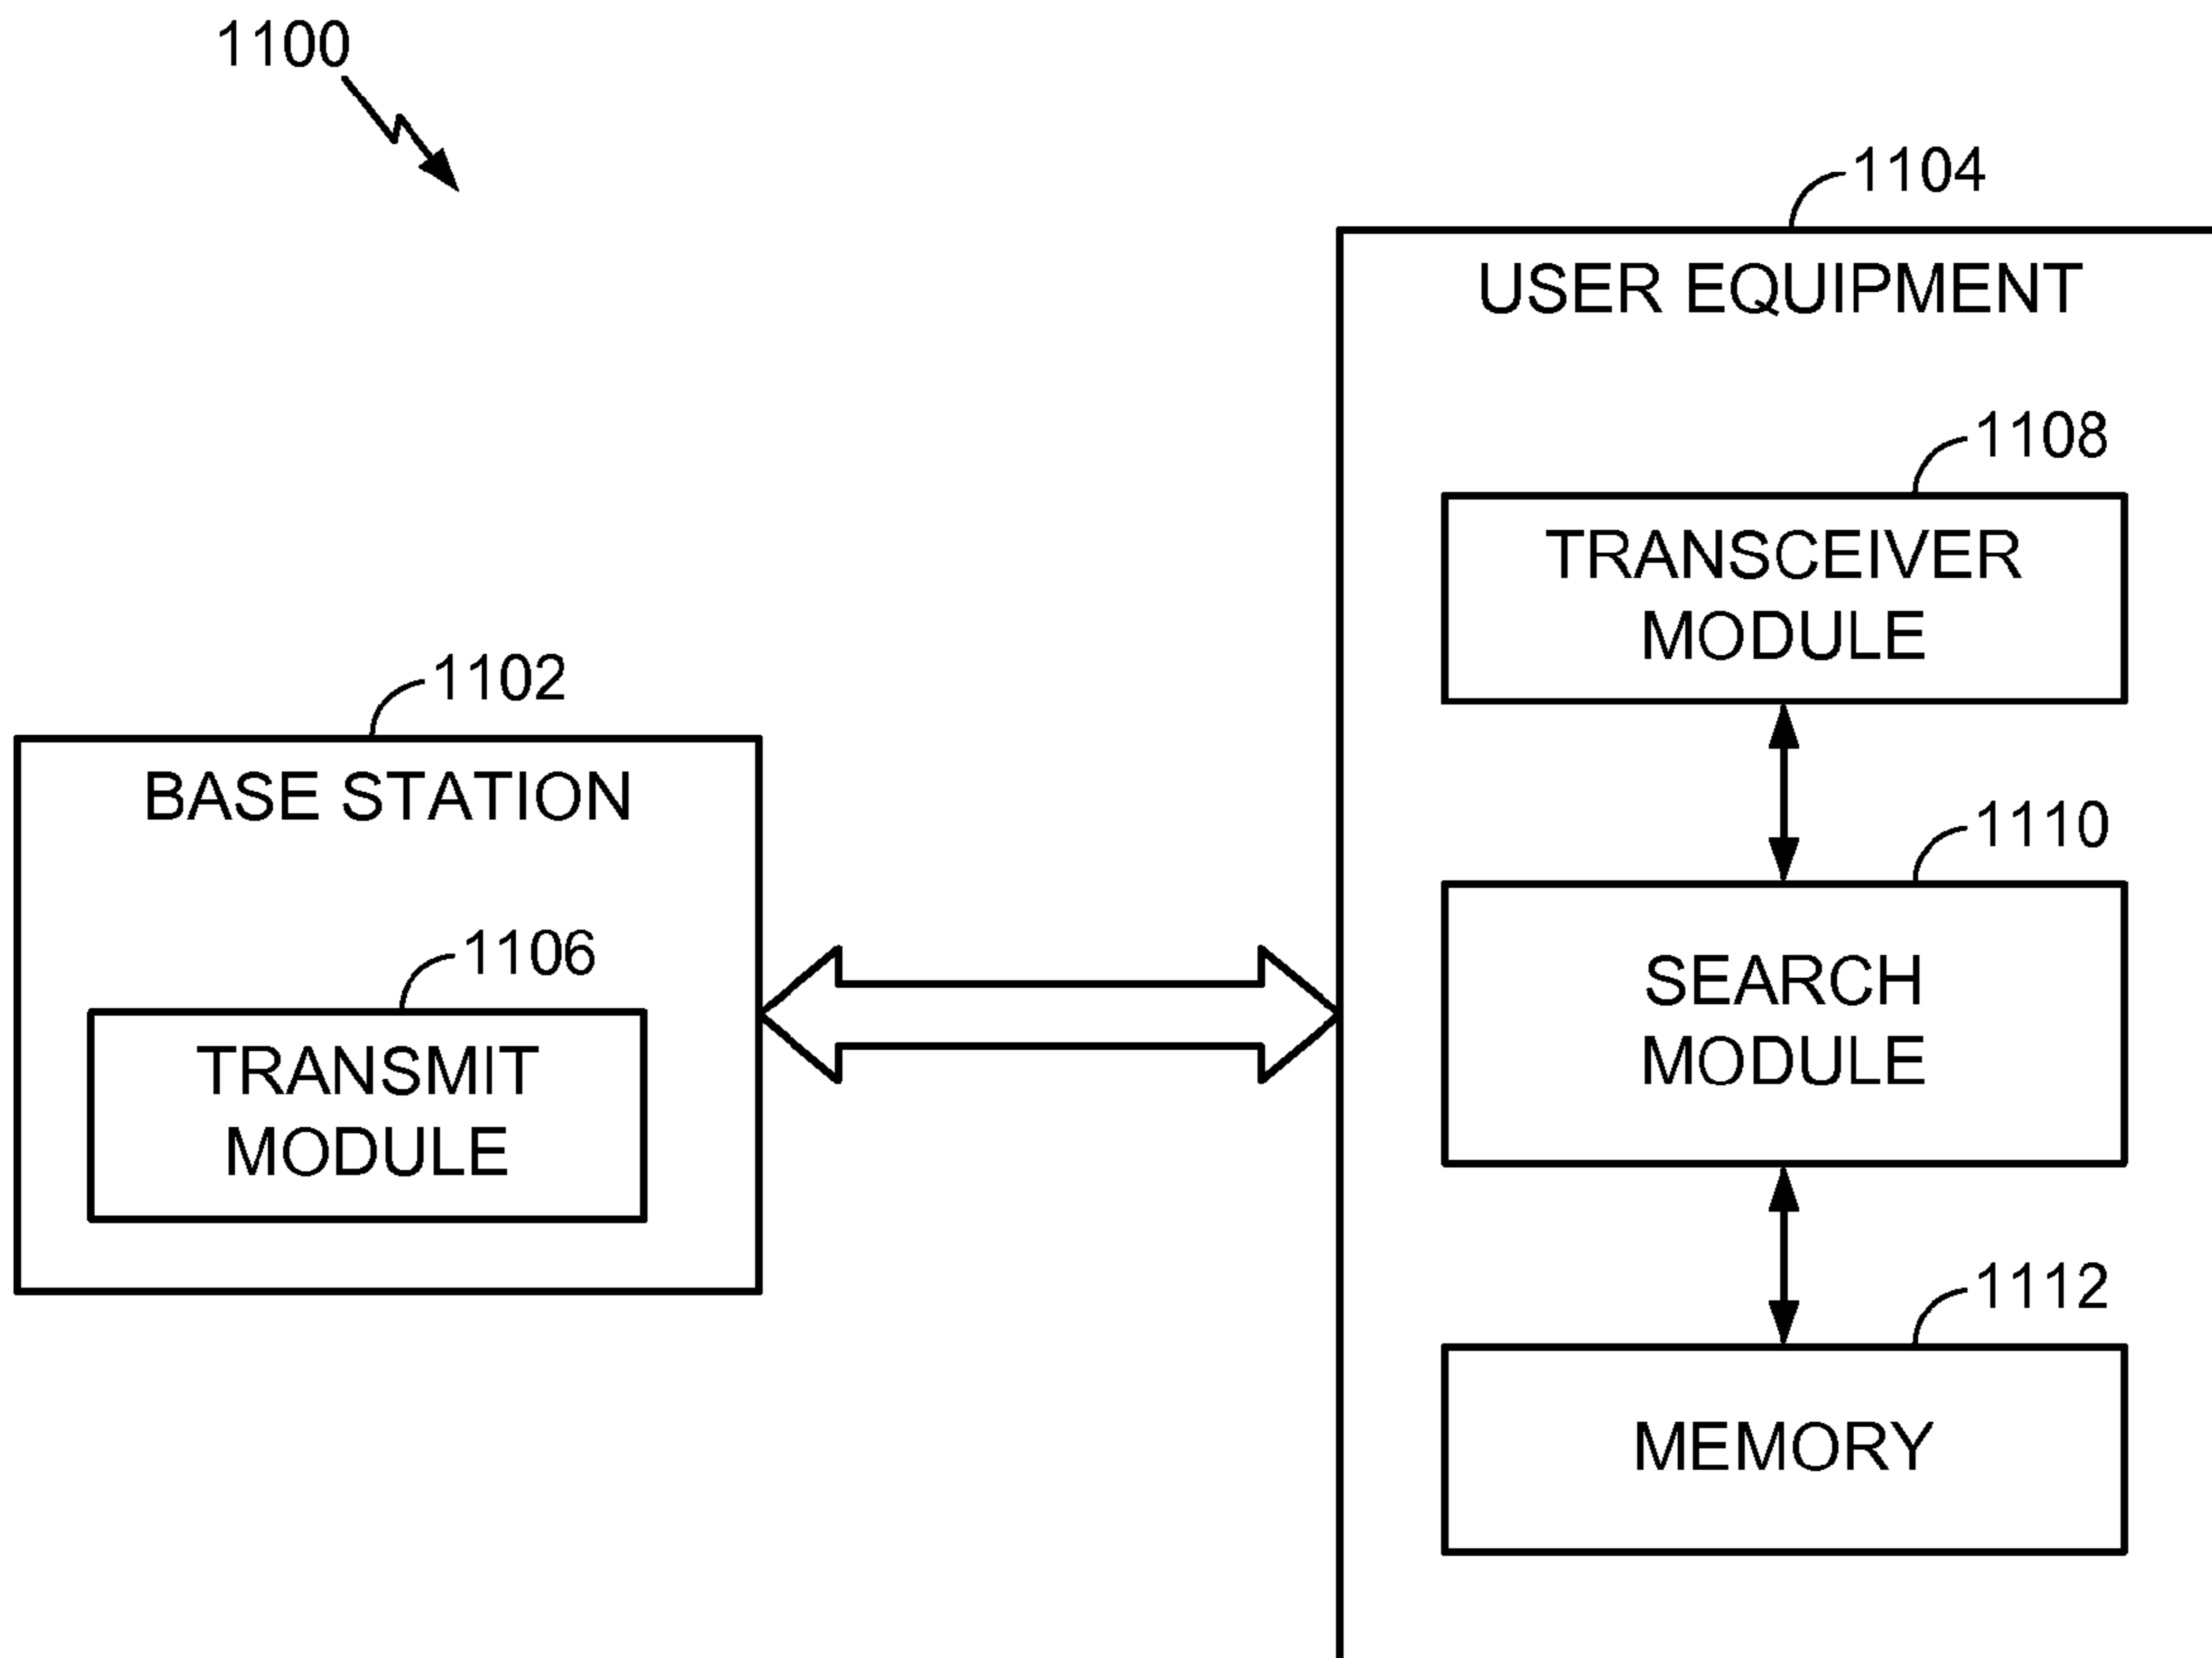 1100
1104
USER EQUIPMENT
1108
TRANSCEIVER
MODULE
1102
BASE STATION
1110
1106
SEARCH
MODULE
TRANSMIT
MODULE
1112
MEMORY